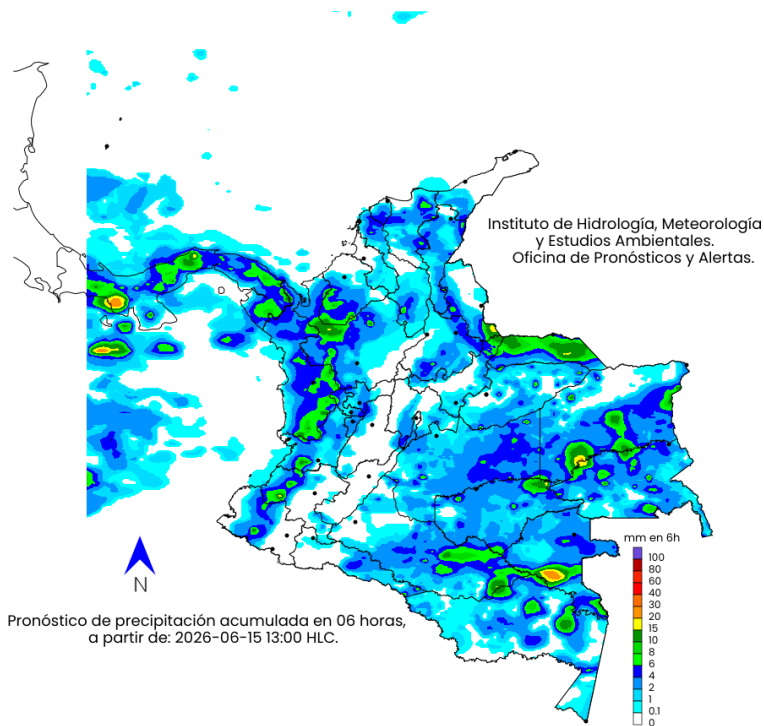 Instituto de Hidrología, Meteorología
y Estudios Ambientales.
Oficina de Pronósticos y Alertas.
N
Pronóstico de precipitación acumulada en 06 horas,
a partir de: 2026-06-15 13:00 HLC.
mm en 6h
100
80
60
40
30
20
15
10
8
6
4
2
1
0.1
0